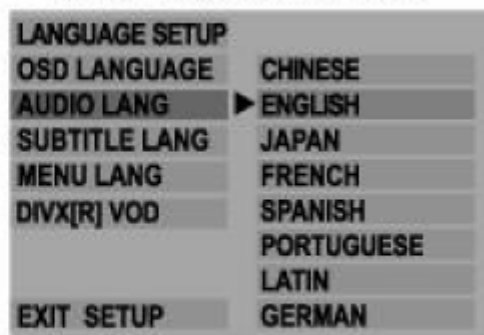 LANGUAGE SETUP
OSD LANGUAGE
AUDIO LANG
SUBTITLE LANG
MENU LANG
DIVX[R] VOD
EXIT SETUP
CHINESE
ENGLISH
JAPAN
FRENCH
SPANISH
PORTUGUESE
LATIN
GERMAN